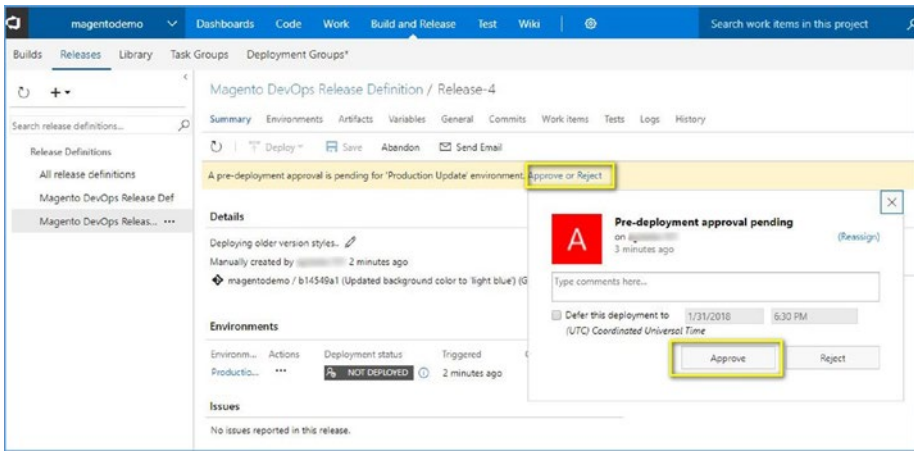 magentodemo Dashboards Code Work Build and Release Test Wiki Search work items in this project
Builds Releases Library Task Groups Deployment Groups*
Magento DevOps Release Definition / Release-4
Summary Environments Artifacts Variables General Commits Work items Tests Logs History
Search release definitions...
Deploy Save Abandon Send Email
Release Definitions
All release definitions
Magento DevOps Release Def
Magento DevOps Releas... •••
A pre-deployment approval is pending for 'Production Update' environment. Approve or Reject
Details
Deploying older version styles..
Manually created by 2 minutes ago
magentodemo / b14549a1 (Updated background color to 'light blue') (G
Environments
Environm... Actions Deployment status Triggered
Productio... ••• NOT DEPLOYED 2 minutes ago
Issues
No issues reported in this release.
A
Pre-deployment approval pending
on
(Reassign)
3 minutes ago
Type comments here...
Defer this deployment to 1/31/2018 6:30 PM
(UTC) Coordinated Universal Time
Approve Reject